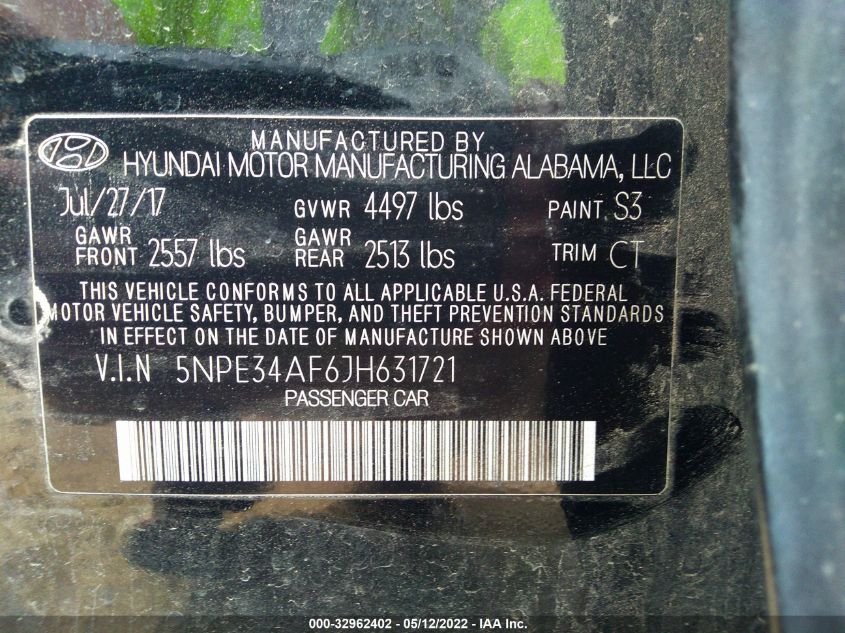 MANUFACTURED BY
HYUNDAI MOTOR MANUFACTURING ALABAMA, LLC
Jul/27/17 GVWR 4497 lbs PAINT S3
GAWR FRONT 2557 lbs GAWR REAR 2513 lbs TRIM CT
THIS VEHICLE CONFORMS TO ALL APPLICABLE U.S.A. FEDERAL
MOTOR VEHICLE SAFETY, BUMPER, AND THEFT PREVENTION STANDARDS
IN EFFECT ON THE DATE OF MANUFACTURE SHOWN ABOVE
V.I.N 5NPE34AF6JH631721
PASSENGER CAR
000-32962402 - 05/12/2022 - IAA Inc.